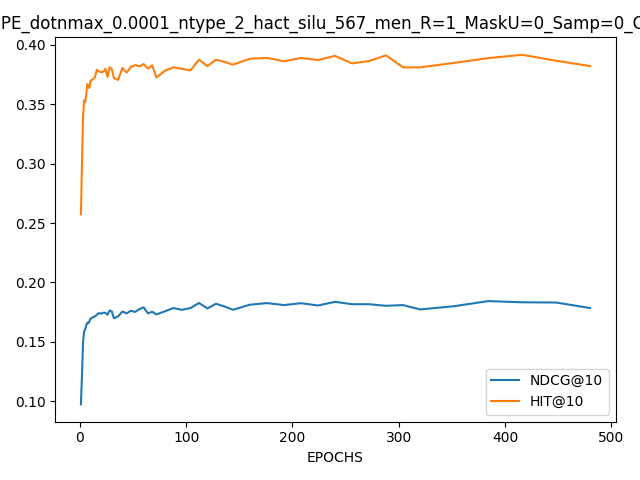 PE_dotnmax_0.0001_ntype_2_hact_silu_567_men_R=1_MaskU=0_Samp=0_C
0.40
0.35
0.30
0.25
0.20
0.15
0.10
NDCG@10
HIT@10
0 100 200 300 400 500
EPOCHS